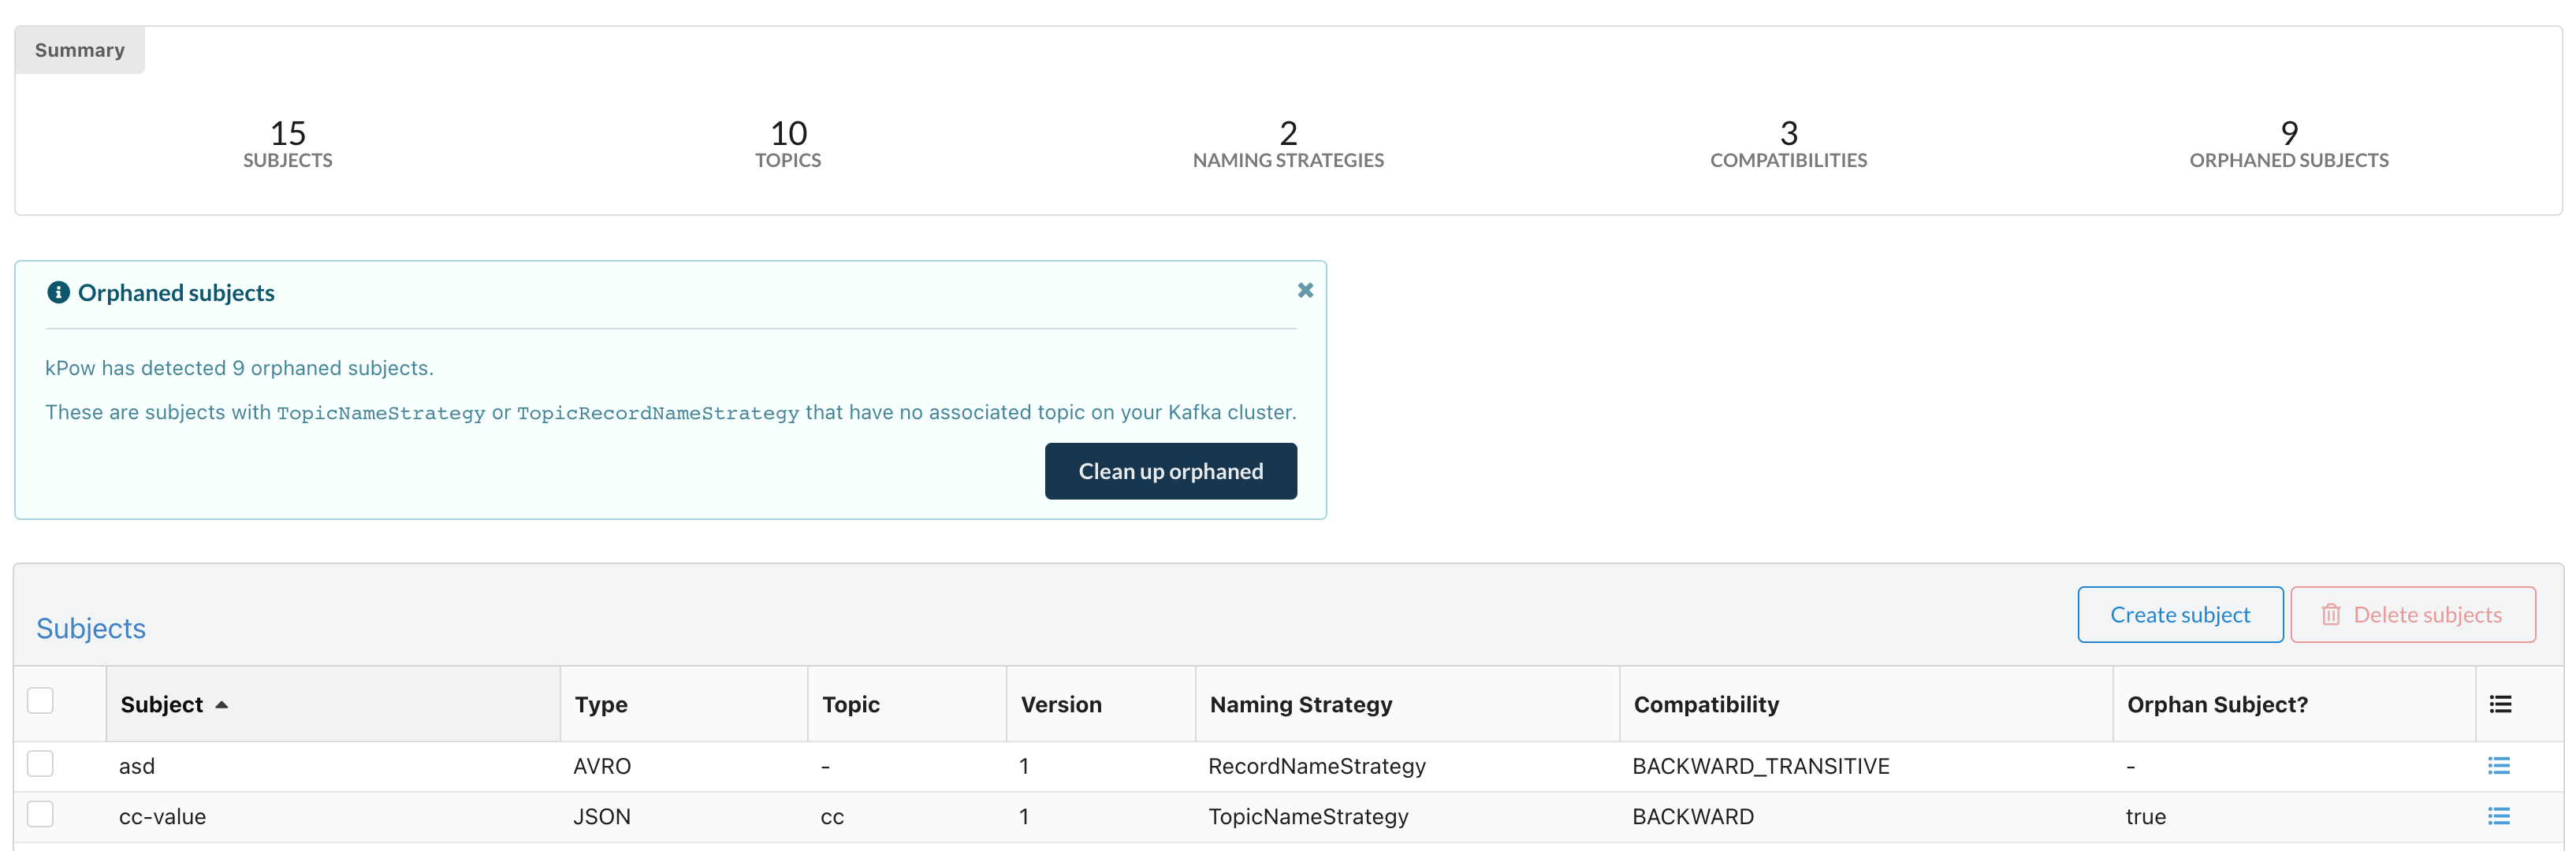 Summary
15 10 2 3 9
SUBJECTS TOPICS NAMING STRATEGIES COMPATIBILITIES ORPHANED SUBJECTS
Orphaned subjects
kPow has detected 9 orphaned subjects.
These are subjects with TopicNameStrategy or TopicRecordNameStrategy that have no associated topic on your Kafka cluster.
Clean up orphaned
Subjects Create subject Delete subjects
Subject Type Topic Version Naming Strategy Compatibility Orphan Subject?
asd AVRO - 1 RecordNameStrategy BACKWARD_TRANSITIVE -
cc-value JSON cc 1 TopicNameStrategy BACKWARD true